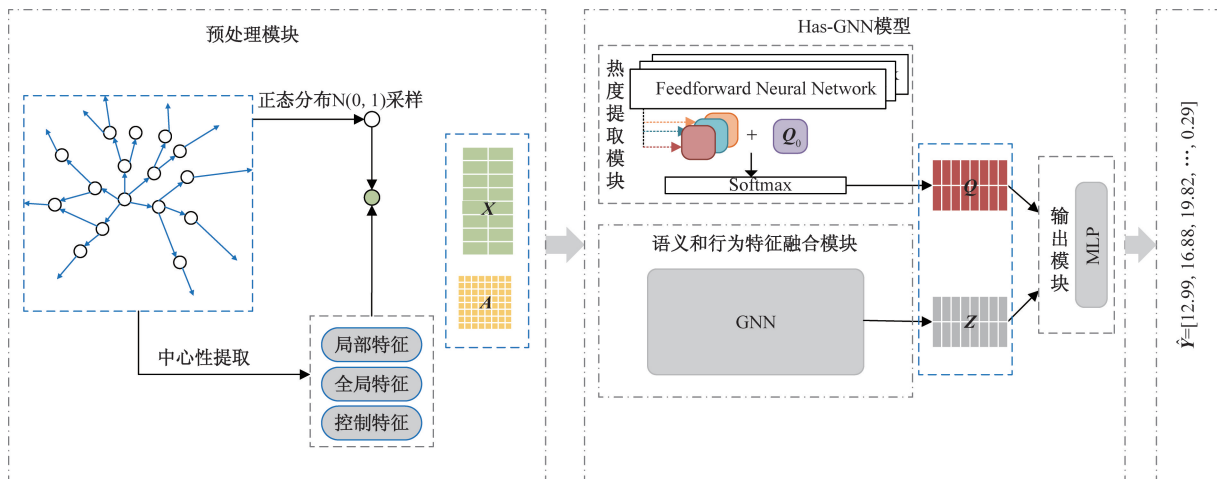 预处理模块
正态分布N(0, 1)采样
X
A
中心性提取
局部特征
全局特征
控制特征
Has-GNN模型
热度提取模块
Feedforward Neural Network
+
Q0
Softmax
Q
语义和行为特征融合模块
GNN
Z
输出模块
MLP
Ŷ=[12.99, 16.88, 19.82, ⋯, 0.29]